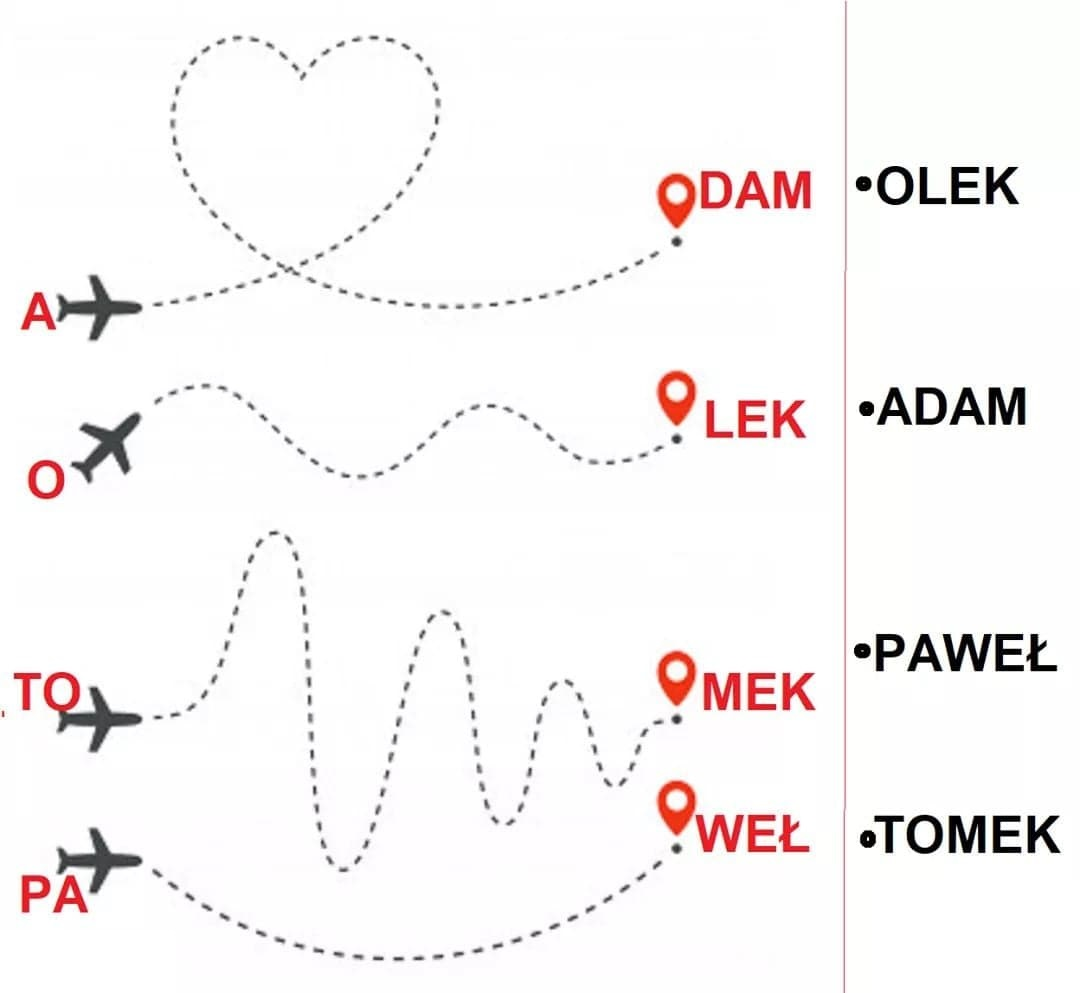 A DAM
O LEK
TO MEK
PA WEŁ
•OLEK
•ADAM
•PAWEŁ
•TOMEK